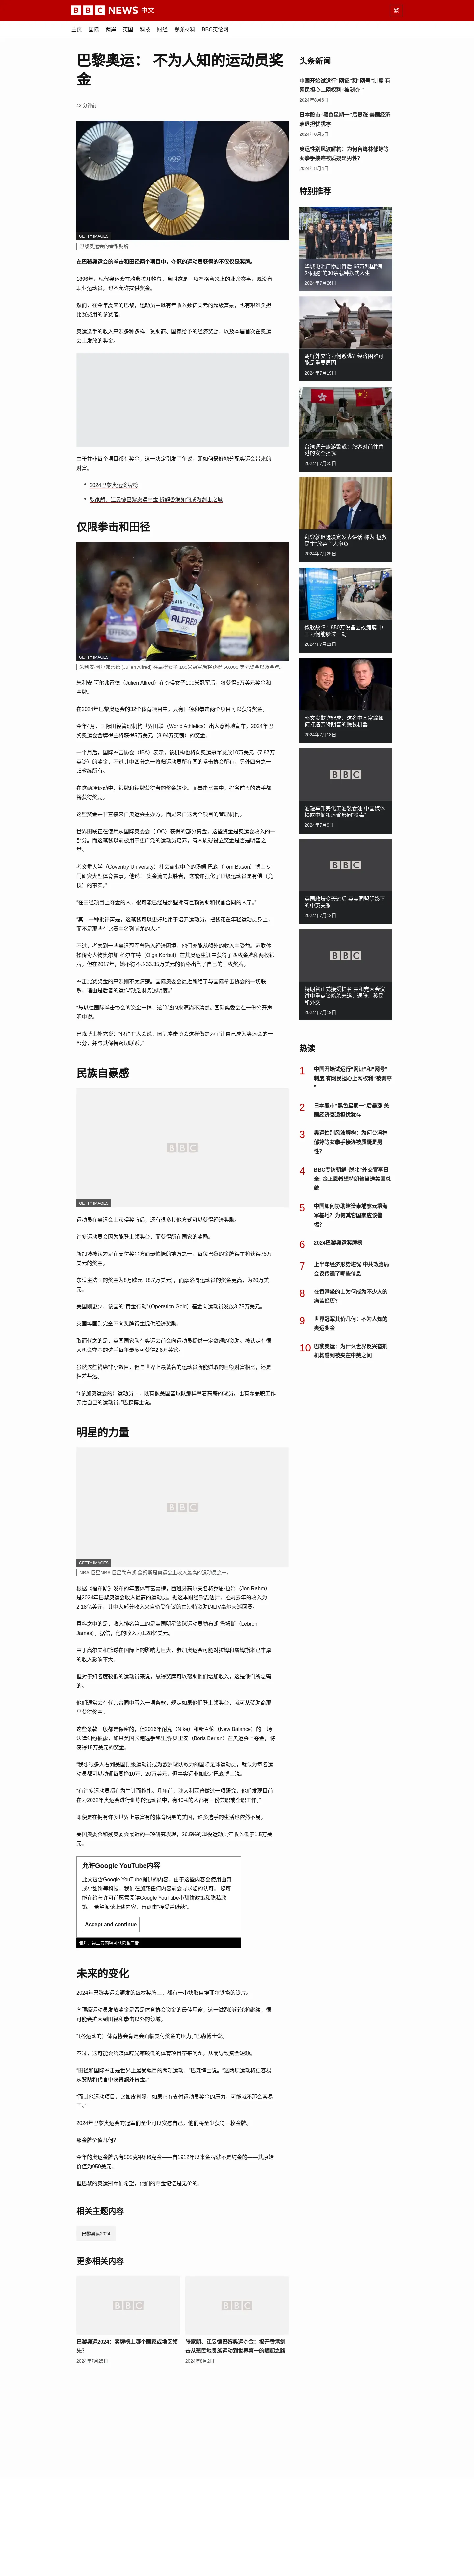 BBC NEWS 中文
繁
主页 国际 两岸 英国 科技 财经 视频材料 BBC英伦网
巴黎奥运： 不为人知的运动员奖
金
42 分钟前
GETTY IMAGES
巴黎奥运会的金银铜牌
在巴黎奥运会的拳击和田径两个项目中，夺冠的运动员获得的不仅仅是奖牌。
1896年，现代奥运会在雅典拉开帷幕，当时这是一项严格意义上的业余赛事，既没有
职业运动员，也不允许提供奖金。
然而，在今年夏天的巴黎，运动员中既有年收入数亿美元的超级富豪，也有艰难负担
比赛费用的参赛者。
奥运选手的收入来源多种多样：赞助商、国家给予的经济奖励，以及本届首次在奥运
会上发放的奖金。
由于并非每个项目都有奖金，这一决定引发了争议，即如何最好地分配奥运会带来的
财富。
2024巴黎奥运奖牌榜
张家朗、江旻憓巴黎奥运夺金 拆解香港如何成为剑击之城
仅限拳击和田径
GETTY IMAGES
朱利安·阿尔弗雷德 (Julien Alfred) 在赢得女子 100米冠军后将获得 50,000 美元奖金以及金牌。
朱利安·阿尔弗雷德（Julien Alfred）在夺得女子100米冠军后，将获得5万美元奖金和
金牌。
在2024年巴黎奥运会的32个体育项目中，只有田径和拳击两个项目可以获得奖金。
今年4月，国际田径管理机构世界田联（World Athletics）出人意料地宣布，2024年巴
黎奥运会金牌得主将获得5万美元（3.94万英镑）的奖金。
一个月后，国际拳击协会（IBA）表示，该机构也将向奥运冠军发放10万美元（7.87万
英镑）的奖金，不过其中四分之一将归运动员所在国的拳击协会所有，另外四分之一
归教练所有。
在这两项运动中，银牌和铜牌获得者的奖金较少。而拳击比赛中，排名前五的选手都
将获得奖励。
这些奖金并非直接来自奥运会主办方，而是来自这两个项目的管理机构。
世界田联正在使用从国际奥委会（IOC）获得的部分资金，这些资金是奥运会收入的一
部分。而这笔钱以前被用于更广泛的运动员培养，有人质疑设立奖金是否是明智之
举。
考文垂大学（Coventry University）社会商业中心的汤姆·巴森（Tom Bason）博士专
门研究大型体育赛事。他说：“奖金流向获胜者，这或许强化了顶级运动员是有偿（竞
技）的事实。”
“在田径项目上夺金的人，很可能已经是那些拥有巨额赞助和代言合同的人了。”
“其中一种批评声是，这笔钱可以更好地用于培养运动员，把钱花在年轻运动员身上，
而不是那些在比赛中名列前茅的人。”
不过，考虑到一些奥运冠军曾陷入经济困境，他们亦能从额外的收入中受益。苏联体
操传奇人物奥尔加·科尔布特（Olga Korbut）在其奥运生涯中获得了四枚金牌和两枚银
牌。但在2017年，她不得不以33.35万美元的价格出售了自己的三枚奖牌。
拳击比赛奖金的来源则不太清楚。国际奥委会最近断绝了与国际拳击协会的一切联
系，理由是后者的运作“缺乏财务透明度。”
“与以往国际拳击协会的资金一样，这笔钱的来源尚不清楚，”国际奥委会在一份公开声
明中说。
巴森博士补充说：“也许有人会说，国际拳击协会这样做是为了让自己成为奥运会的一
部分，并与其保持密切联系。”
民族自豪感
BBC
GETTY IMAGES
运动员在奥运会上获得奖牌后，还有很多其他方式可以获得经济奖励。
许多运动员会因为能登上领奖台，而获得所在国家的奖励。
新加坡被认为是在支付奖金方面最慷慨的地方之一，每位巴黎的金牌得主将获得75万
美元的奖金。
东道主法国的奖金为8万欧元（8.7万美元），而摩洛哥运动员的奖金更高，为20万美
元。
美国则更少，该国的“黄金行动”（Operation Gold）基金向运动员发放3.75万美元。
英国等国则完全不向奖牌得主提供经济奖励。
取而代之的是，英国国家队在奥运会前会向运动员提供一定数额的资助。被认定有很
大机会夺金的选手每年最多可获得2.8万英镑。
虽然这些钱绝非小数目，但与世界上最著名的运动员所能赚取的巨额财富相比，还是
相差甚远。
“（参加奥运会的）运动员中，既有像美国篮球队那样拿着高薪的球员，也有靠兼职工作
养活自己的运动员，”巴森博士说。
明星的力量
BBC
GETTY IMAGES
NBA 巨星NBA 巨星勒布朗·詹姆斯是奥运会上收入最高的运动员之一。
根据《福布斯》发布的年度体育富豪榜，西班牙高尔夫名将乔恩·拉姆（Jon Rahm）
是2024年巴黎奥运会收入最高的运动员。据这本财经杂志估计，拉姆去年的收入为
2.18亿美元，其中大部分收入来自备受争议的由沙特资助的LIV高尔夫巡回赛。
意料之中的是，收入排名第二的是美国明星篮球运动员勒布朗·詹姆斯（Lebron
James）。据信，他的收入为1.28亿美元。
由于高尔夫和篮球在国际上的影响力巨大，参加奥运会可能对拉姆和詹姆斯本已丰厚
的收入影响不大。
但对于知名度较低的运动员来说，赢得奖牌可以帮助他们增加收入，这是他们所急需
的。
他们通常会在代言合同中写入一项条款，规定如果他们登上领奖台，就可从赞助商那
里获得奖金。
这些条款一般都是保密的，但2016年耐克（Nike）和新百伦（New Balance）的一场
法律纠纷披露，如果美国长跑选手鲍里斯·贝里安（Boris Berian）在奥运会上夺金，将
获得15万美元的奖金。
“我想很多人看到美国顶级运动员或为欧洲球队效力的国际足球运动员，就认为每名运
动员都可以动辄每周挣10万、20万美元，但事实远非如此，”巴森博士说。
“有许多运动员都在为生计而挣扎。几年前，澳大利亚曾做过一项研究，他们发现目前
在为2032年奥运会进行训练的运动员中，有40%的人都有一份兼职或全职工作。”
即使是在拥有许多世界上最富有的体育明星的美国，许多选手的生活也依然不易。
美国奥委会和残奥委会最近的一项研究发现，26.5%的现役运动员年收入低于1.5万美
元。
允许Google YouTube内容
此文包含Google YouTube提供的内容。由于这些内容会使用曲奇
或小甜饼等科技，我们在加载任何内容前会寻求您的认可。 您可
能在给与许可前愿意阅读Google YouTube小甜饼政策和隐私政
策。 希望阅读上述内容，请点击“接受并继续”。
Accept and continue
告知：第三方内容可能包含广告
未来的变化
2024年巴黎奥运会颁发的每枚奖牌上，都有一小块取自埃菲尔铁塔的铁片。
向顶级运动员发放奖金是否是体育协会资金的最佳用途，这一激烈的辩论将继续，很
可能会扩大到田径和拳击以外的领域。
“（各运动的）体育协会肯定会面临支付奖金的压力，”巴森博士说。
不过，这可能会给媒体曝光率较低的体育项目带来问题，从而导致资金短缺。
“田径和国际拳击是世界上最受瞩目的两项运动，”巴森博士说。“这两项运动将更容易
从赞助和代言中获得额外资金。”
“而其他运动项目，比如皮划艇，如果它有支付运动员奖金的压力，可能就不那么容易
了。”
2024年巴黎奥运会的冠军们至少可以安慰自己，他们将至少获得一枚金牌。
那金牌价值几何？
今年的奥运金牌含有505克银和6克金——自1912年以来金牌就不是纯金的——其原始
价值为950美元。
但巴黎的奥运冠军们希望，他们的夺金记忆是无价的。
相关主题内容
巴黎奥运2024
更多相关内容
BBC
巴黎奥运2024：奖牌榜上哪个国家或地区领
先？
2024年7月25日
BBC
张家朗、江旻憓巴黎奥运夺金：揭开香港剑
击从殖民地贵族运动到世界第一的崛起之路
2024年8月2日
头条新闻
中国开始试运行“网证”和“网号”制度 有
网民担心上网权利“被剥夺 ”
2024年8月6日
日本股市“黑色星期一”后暴涨 美国经济
衰退担忧犹存
2024年8月6日
奥运性别风波解构：为何台湾林郁婷等
女拳手接连被质疑是男性？
2024年8月4日
特别推荐
华城电池厂惨剧背后 65万韩国“海
外同胞”的30余载钟摆式人生
2024年7月26日
朝鲜外交官为何叛逃？经济困难可
能是重要原因
2024年7月19日
台湾调升旅游警戒：旅客对前往香
港的安全担忧
2024年7月25日
拜登就退选决定发表讲话 称为“拯救
民主”放弃个人抱负
2024年7月25日
微软故障：850万设备因故瘫痪 中
国为何能躲过一劫
2024年7月21日
郭文贵欺诈罪成：这名中国富翁如
何打造非特朗普的赚钱机器
2024年7月18日
BBC
油罐车卸完化工油装食油 中国媒体
揭露中储粮运输形同“投毒”
2024年7月9日
BBC
英国政坛变天过后 英美同盟阴影下
的中英关系
2024年7月12日
BBC
特朗普正式接受提名 共和党大会演
讲中重点谈暗杀未遂、通胀、移民
和外交
2024年7月19日
热读
1 中国开始试运行“网证”和“网号”
制度 有网民担心上网权利“被剥夺
”
2 日本股市“黑色星期一”后暴涨 美
国经济衰退担忧犹存
3 奥运性别风波解构：为何台湾林
郁婷等女拳手接连被质疑是男
性？
4 BBC专访朝鲜“脱北”外交官李日
奎: 金正恩希望特朗普当选美国总
统
5 中国如何协助建造柬埔寨云壤海
军基地？为何其它国家应该警
惕？
6 2024巴黎奥运奖牌榜
7 上半年经济形势堪忧 中共政治局
会议传递了哪些信息
8 在香港坐的士为何成为不少人的
痛苦经历？
9 世界冠军其价几何：不为人知的
奥运奖金
10 巴黎奥运：为什么世界反兴奋剂
机构感到被夹在中美之间